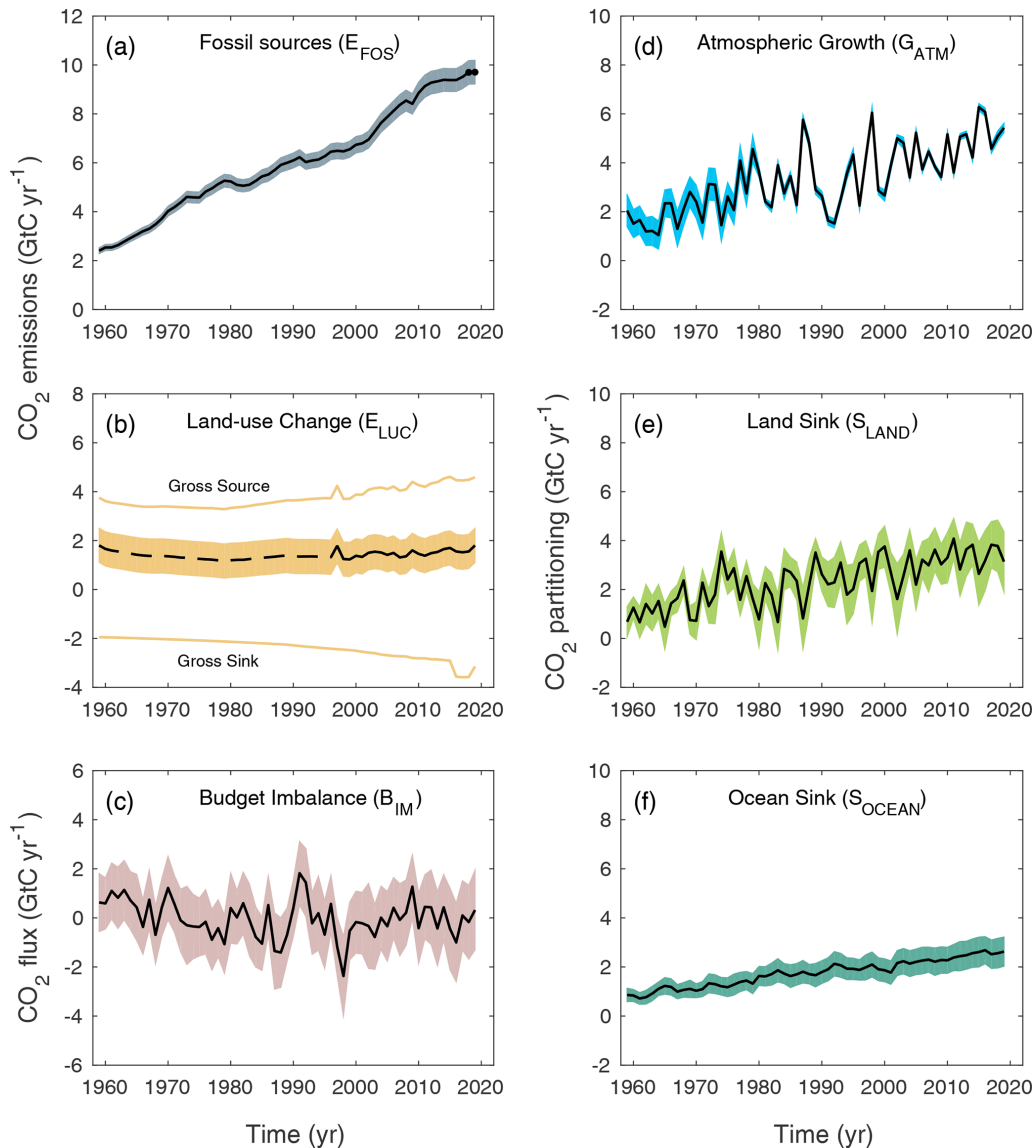 CO2 emissions (GtC yr-1)
(a) Fossil sources (EFOS)
12
10
8
6
4
2
0
1960 1970 1980 1990 2000 2010 2020
(d) Atmospheric Growth (GATM)
10
8
6
4
2
0
-2
1960 1970 1980 1990 2000 2010 2020
(b) Land-use Change (ELUC)
8
6
4
2
0
-2
-4
Gross Source
Gross Sink
1960 1970 1980 1990 2000 2010 2020
CO2 partitioning (GtC yr-1)
(e) Land Sink (SLAND)
10
8
6
4
2
0
-2
1960 1970 1980 1990 2000 2010 2020
CO2 flux (GtC yr-1)
(c) Budget Imbalance (BIM)
6
4
2
0
-2
-4
-6
1960 1970 1980 1990 2000 2010 2020
Time (yr)
(f) Ocean Sink (SOCEAN)
10
8
6
4
2
0
-2
1960 1970 1980 1990 2000 2010 2020
Time (yr)